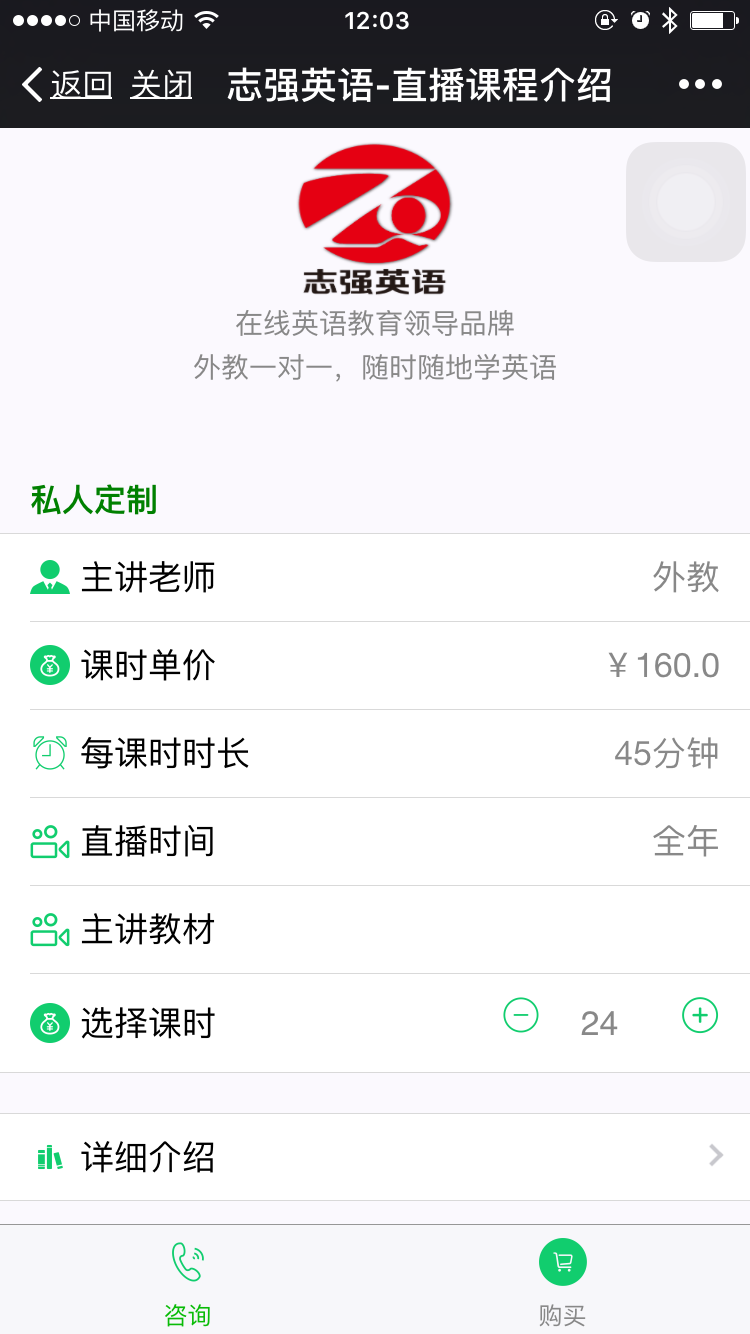 中国移动 12:03
返回 关闭 志强英语-直播课程介绍
志强英语
在线英语教育领导品牌
外教一对一，随时随地学英语
私人定制
主讲老师 外教
课时单价 ￥160.0
每课时时长 45分钟
直播时间 全年
主讲教材
选择课时 24
详细介绍
咨询 购买